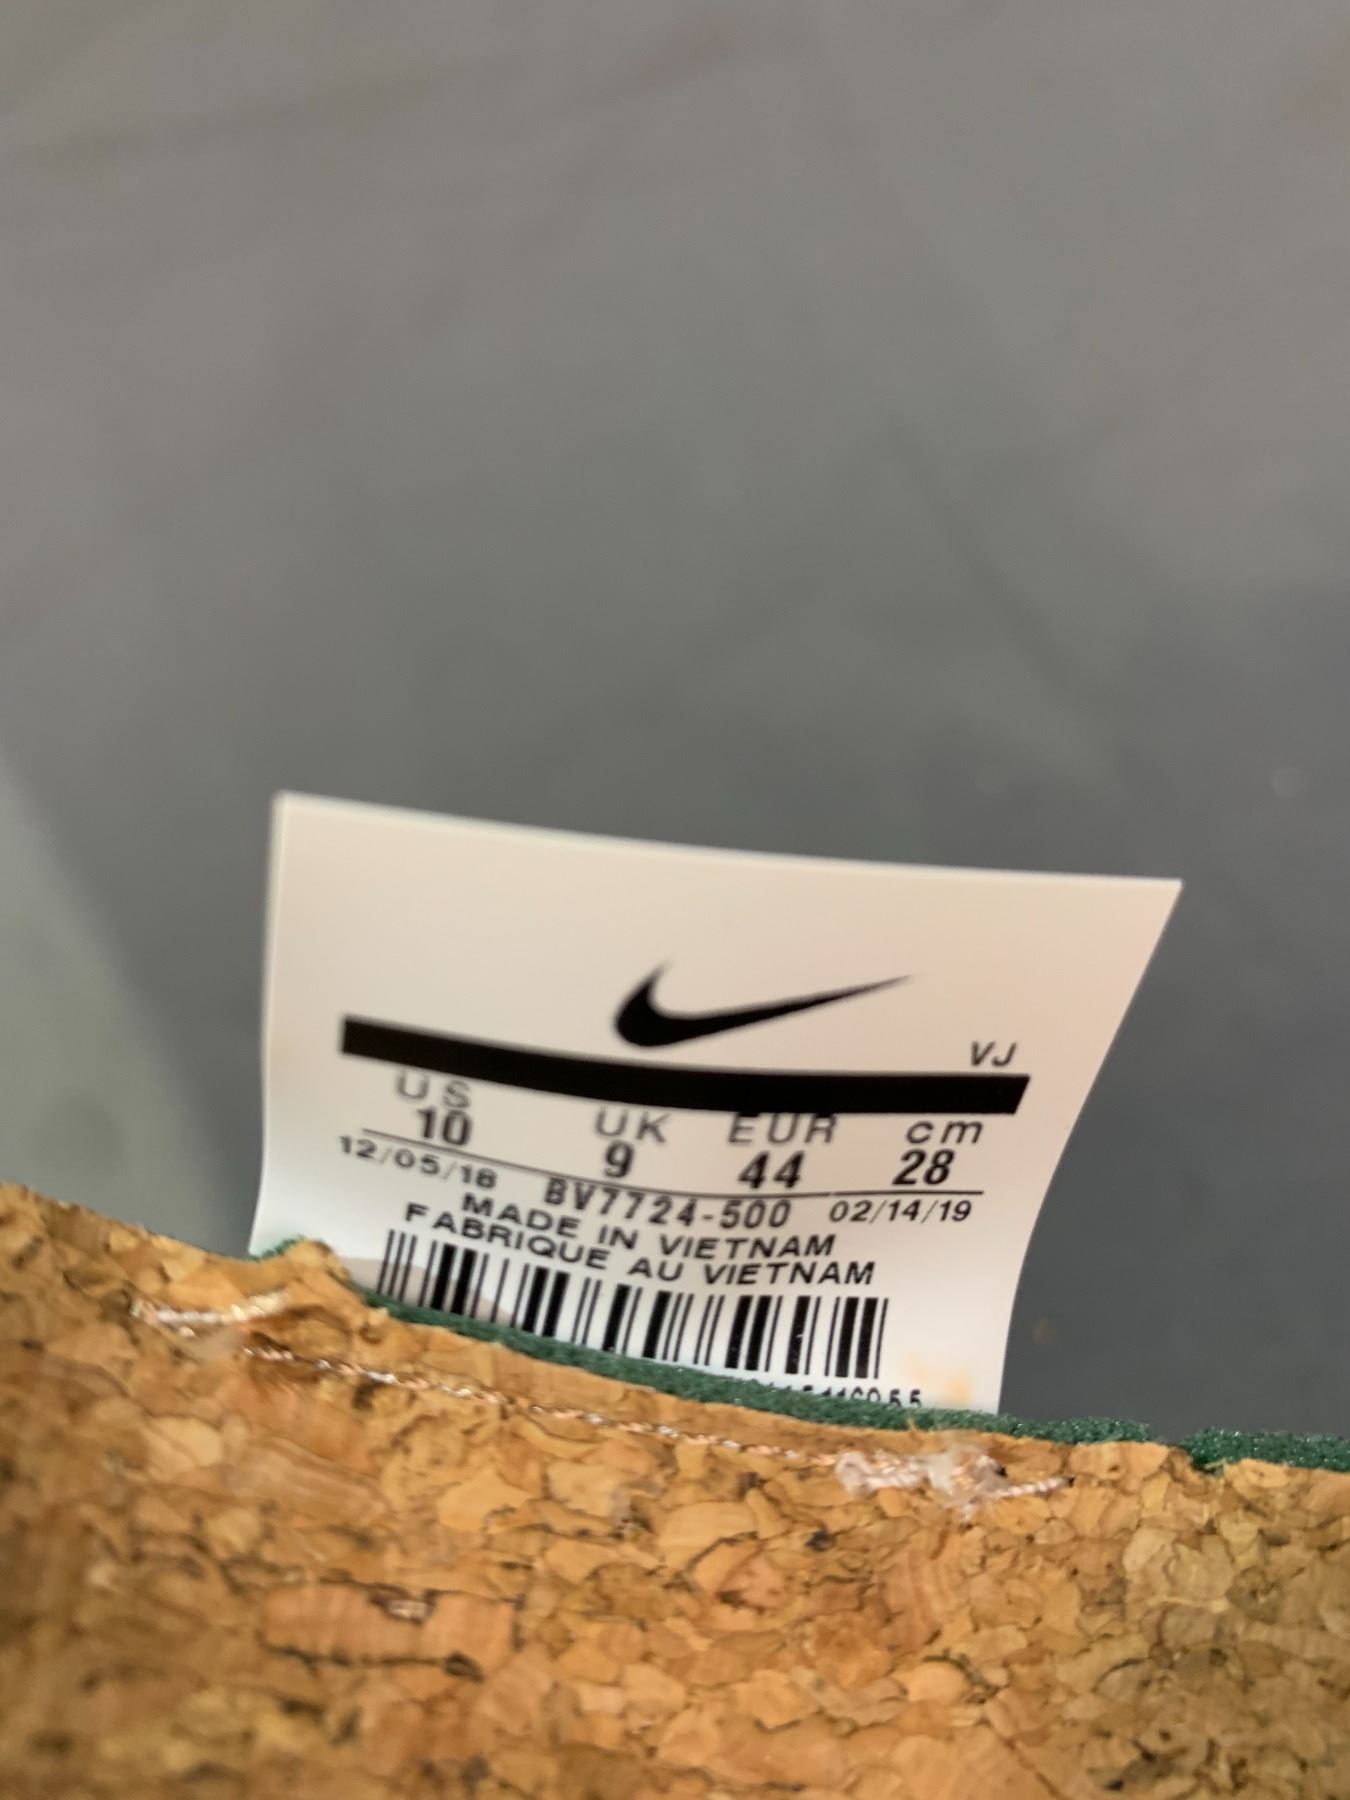 VJ
US UK EUR cm
10 9 44 28
12/05/18 BV7724-500 02/14/19
MADE IN VIETNAM
FABRIQUE AU VIETNAM